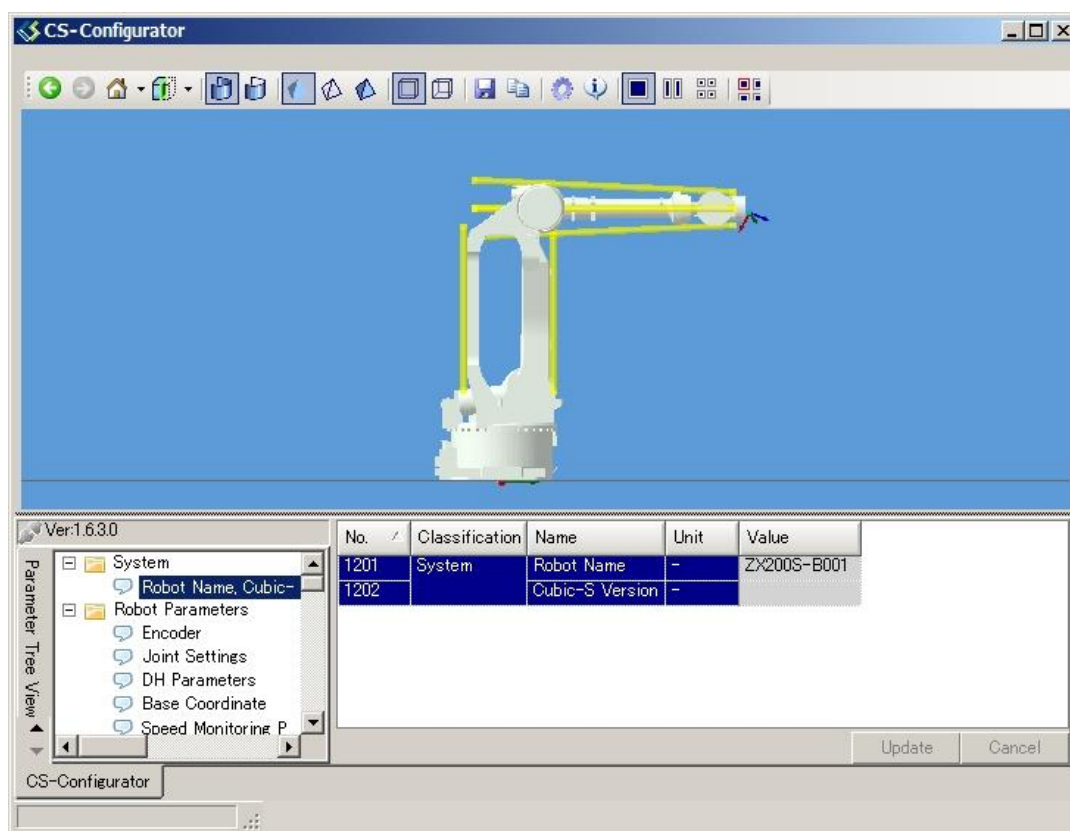 CS-Configurator
Ver:1.6.3.0
Parameter Tree View
System
Robot Name, Cubic-
Robot Parameters
Encoder
Joint Settings
DH Parameters
Base Coordinate
Speed Monitoring P
No. Classification Name Unit Value
1201 System Robot Name - ZX200S-B001
1202 Cubic-S Version -
Update Cancel
CS-Configurator